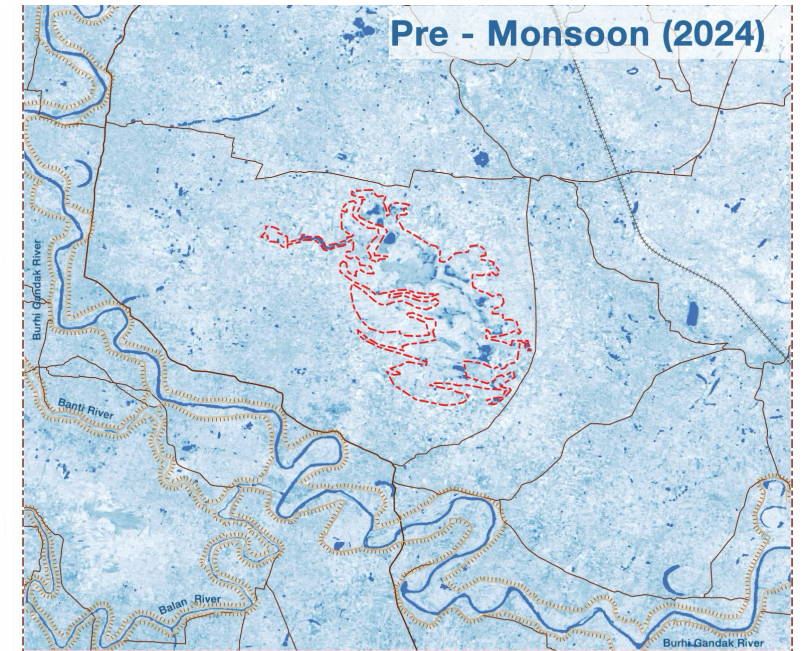 Pre - Monsoon (2024)
Burhi Gandak River
Banti River
Balan River
Burhi Gandak River